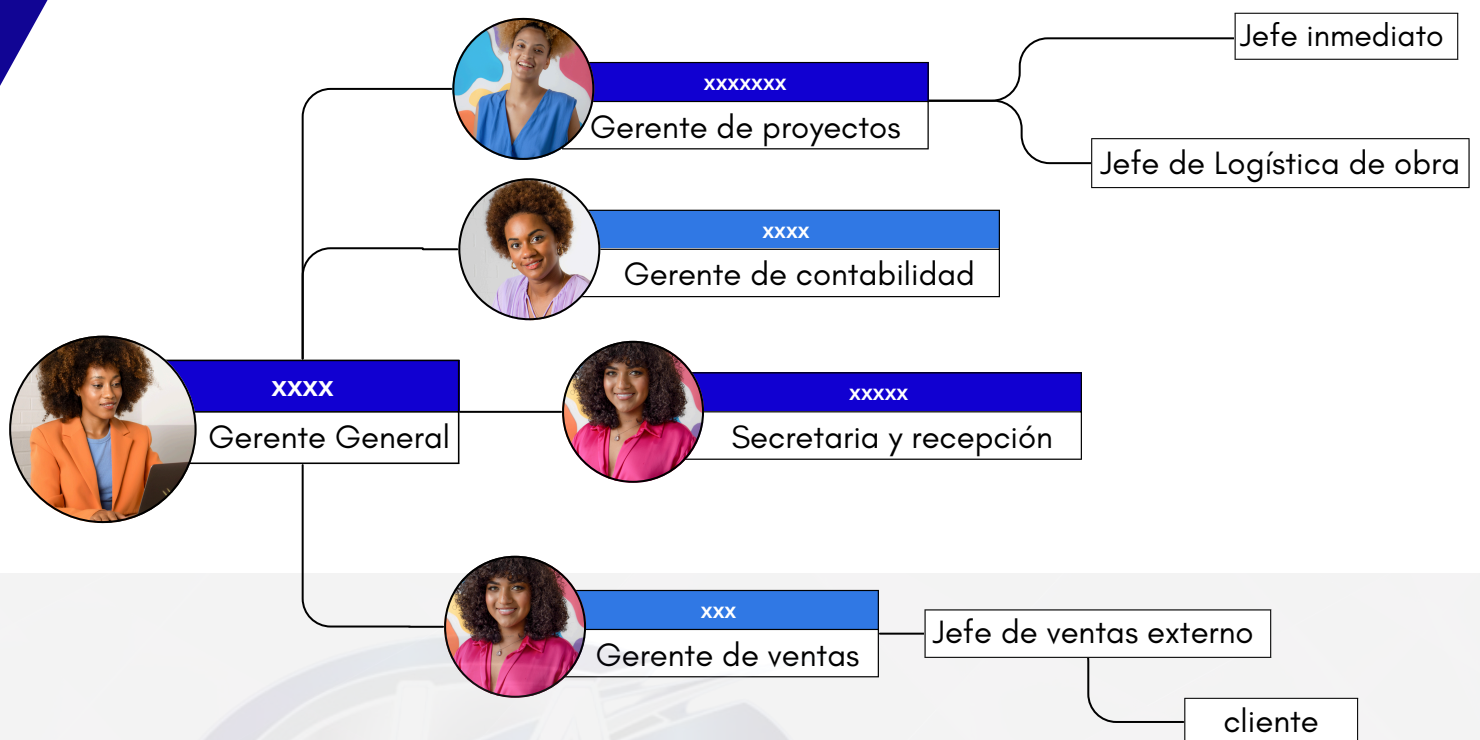 Jefe inmediato
xxxxxxx
Gerente de proyectos
Jefe de Logística de obra
xxxx
Gerente de contabilidad
xxxx
Gerente General
xxxxx
Secretaria y recepción
xxx
Gerente de ventas
Jefe de ventas externo
cliente